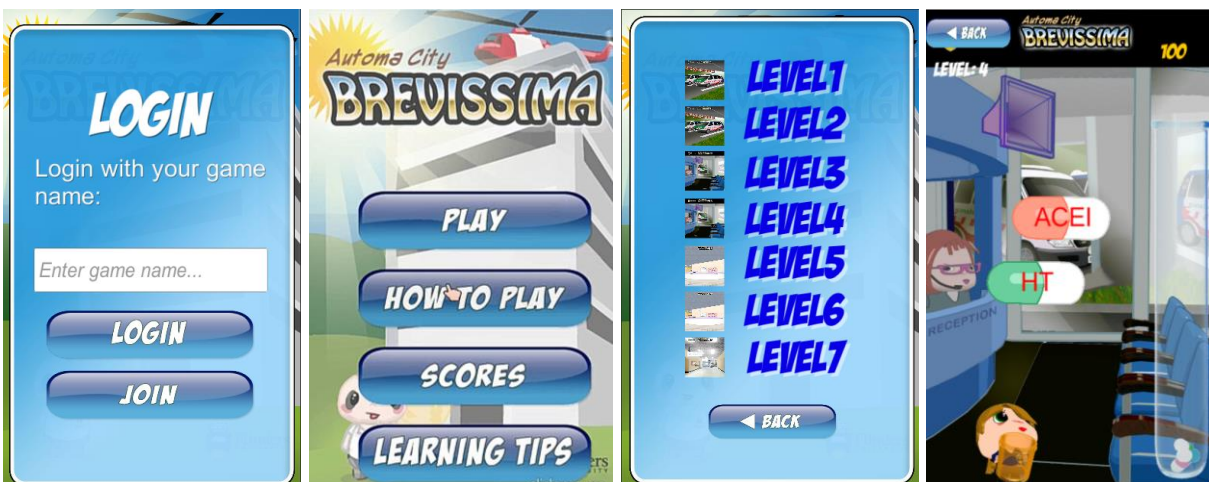 LOGIN
Login with your game
name:
Enter game name...
LOGIN
JOIN
Automa City
BREVISSIMA
PLAY
HOW TO PLAY
SCORES
LEARNING TIPS
LEVEL1
LEVEL2
LEVEL3
LEVEL4
LEVEL5
LEVEL6
LEVEL7
BACK
BACK
Automa City
BREVISSIMA
100
LEVEL: 4
ACEI
HT
RECEPTION